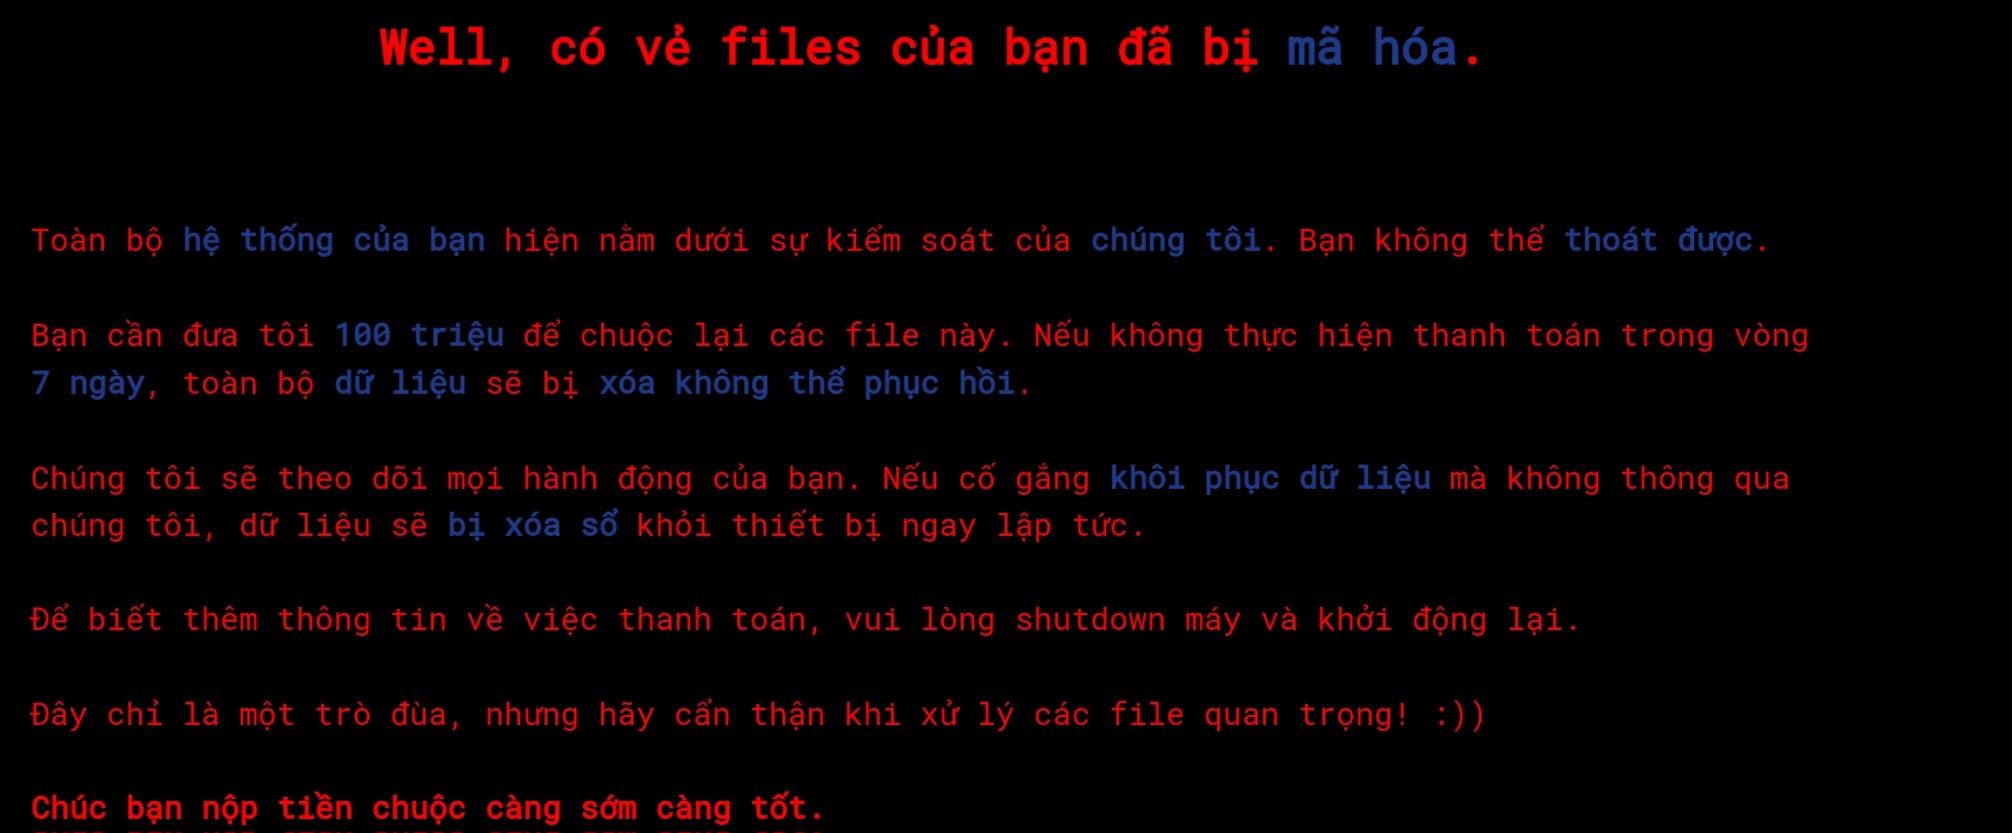 Well, có vẻ files của bạn đã bị mã hóa.
Toàn bộ hệ thống của bạn hiện nằm dưới sự kiểm soát của chúng tôi. Bạn không thể thoát được.
Bạn cần đưa tôi 100 triệu để chuộc lại các file này. Nếu không thực hiện thanh toán trong vòng
7 ngày, toàn bộ dữ liệu sẽ bị xóa không thể phục hồi.
Chúng tôi sẽ theo dõi mọi hành động của bạn. Nếu cố gắng khôi phục dữ liệu mà không thông qua
chúng tôi, dữ liệu sẽ bị xóa sổ khỏi thiết bị ngay lập tức.
Để biết thêm thông tin về việc thanh toán, vui lòng shutdown máy và khởi động lại.
Đây chỉ là một trò đùa, nhưng hãy cẩn thận khi xử lý các file quan trọng! :))
Chúc bạn nộp tiền chuộc càng sớm càng tốt.